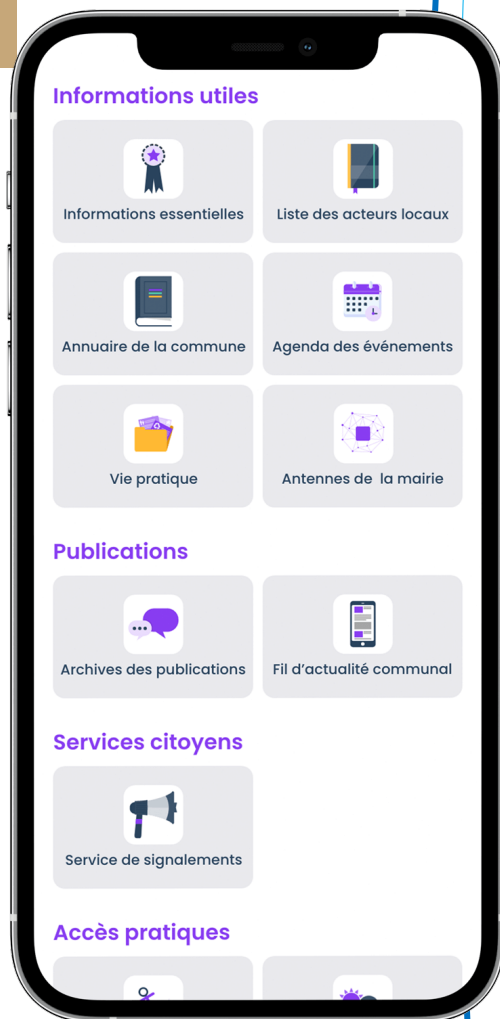 Informations utiles
Informations essentielles
Liste des acteurs locaux
Annuaire de la commune
Agenda des événements
Vie pratique
Antennes de  la mairie
Publications
Archives des publications
Fil d’actualité communal
Services citoyens
Service de signalements
Accès pratiques